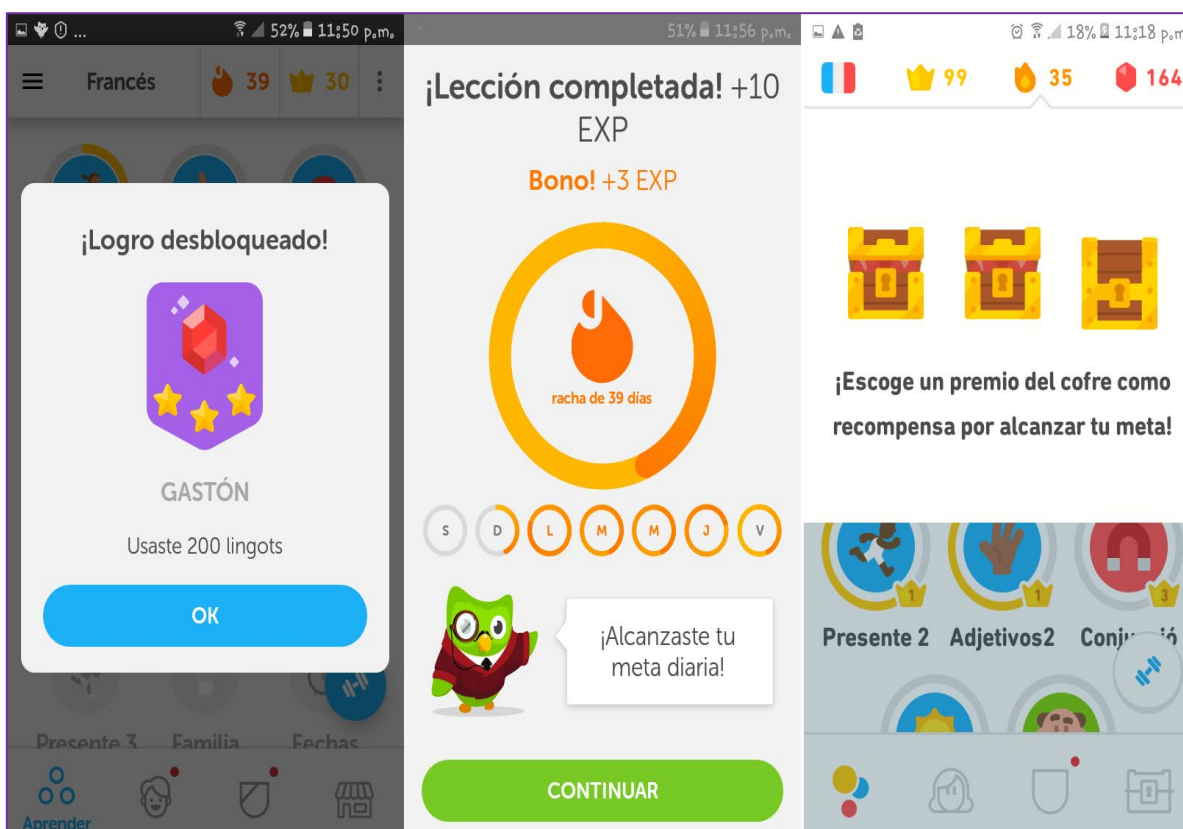 ... 52% 11:50 p.m.
Francés 39 30
¡Logro desbloqueado!
GASTÓN
Usaste 200 lingots
OK
Presente 3 Familia Fechas
Aprender
51% 11:56 p.m.
¡Lección completada! +10
EXP
Bono! +3 EXP
racha de 39 días
S D L M M J V
¡Alcanzaste tu
meta diaria!
CONTINUAR
18% 11:18 p.m
99 35 164
¡Escoge un premio del cofre como
recompensa por alcanzar tu meta!
1 1 3
Presente 2 Adjetivos2